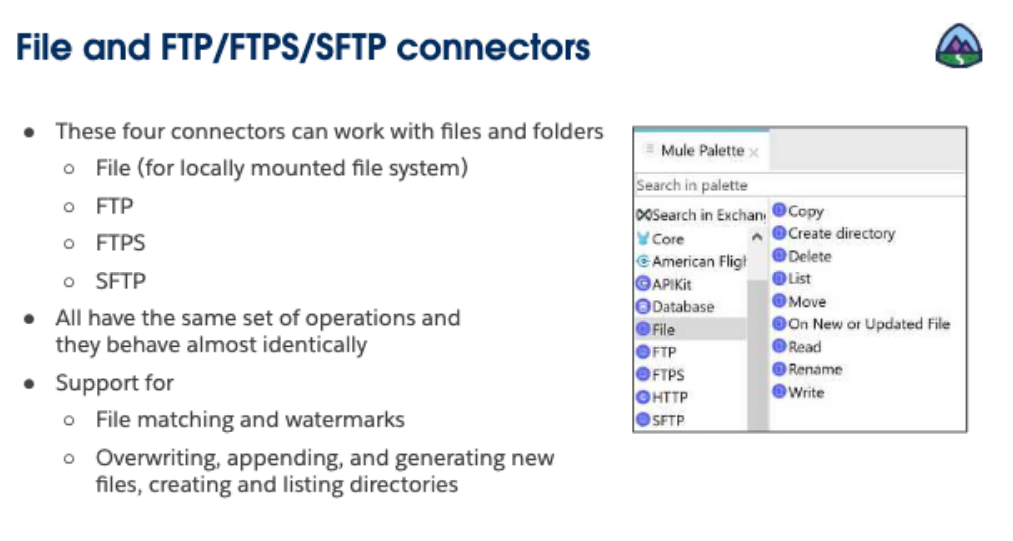 File and FTP/FTPS/SFTP connectors
● These four connectors can work with files and folders
○ File (for locally mounted file system)
○ FTP
○ FTPS
○ SFTP
● All have the same set of operations and
they behave almost identically
● Support for
○ File matching and watermarks
○ Overwriting, appending, and generating new
files, creating and listing directories
Mule Palette
Search in palette
Search in Exchan
Core
American Fligh
APIKit
Database
File
FTP
FTPS
HTTP
SFTP
Copy
Create directory
Delete
List
Move
On New or Updated File
Read
Rename
Write